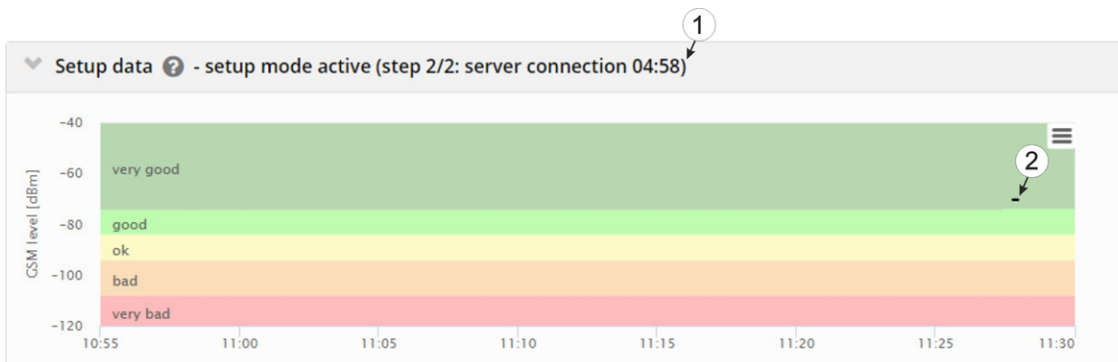 1
Setup data ? - setup mode active (step 2/2: server connection 04:58)
GSM level [dBm]
-40
-60
-80
-100
-120
very good
good
ok
bad
very bad
2
10:55 11:00 11:05 11:10 11:15 11:20 11:25 11:30